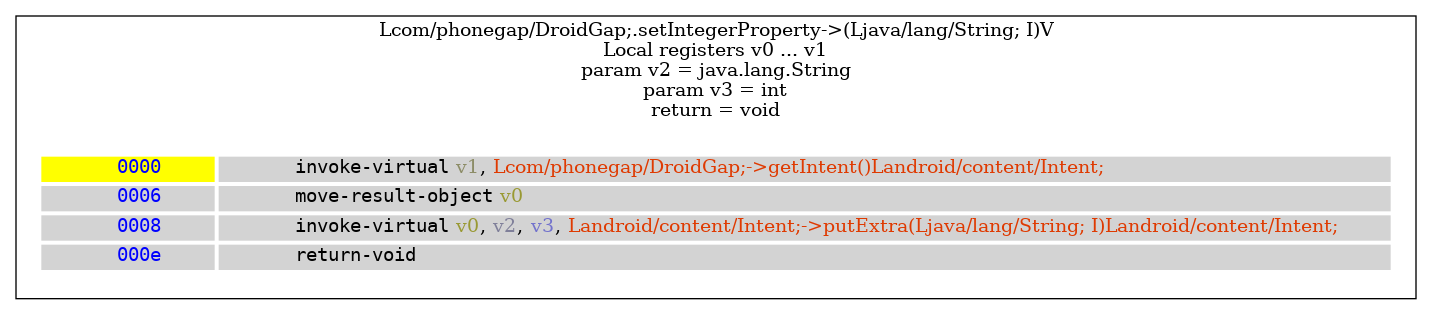 Lcom/phonegap/DroidGap;.setIntegerProperty->(Ljava/lang/String; I)V
Local registers v0 ... v1
param v2 = java.lang.String
param v3 = int
return = void
0000 invoke-virtual v1, Lcom/phonegap/DroidGap;->getIntent()Landroid/content/Intent;
0006 move-result-object v0
0008 invoke-virtual v0, v2, v3, Landroid/content/Intent;->putExtra(Ljava/lang/String; I)Landroid/content/Intent;
000e return-void